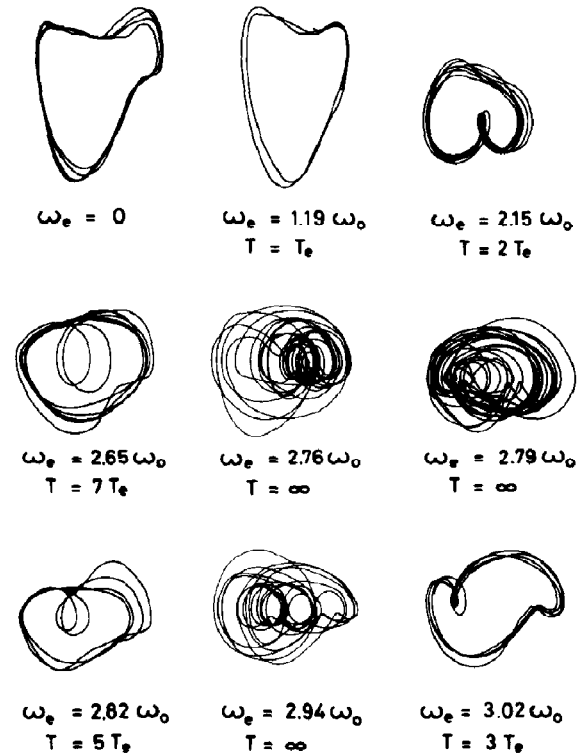 ωe = 0
ωe = 1.19 ωo
T = Te
ωe = 2.15 ωo
T = 2 Te
ωe = 2.65 ωo
T = 7 Te
ωe = 2.76 ωo
T = ∞
ωe = 2.79 ωo
T = ∞
ωe = 2.82 ωo
T = 5 Te
ωe = 2.94 ωo
T = ∞
ωe = 3.02 ωo
T = 3 Te